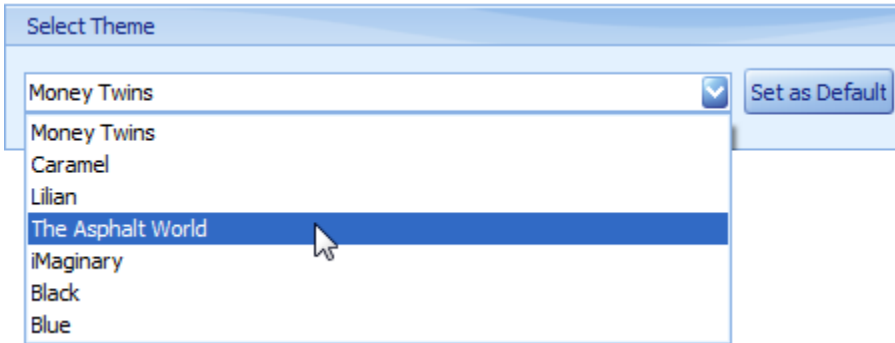 Select Theme
Money Twins
Set as Default
Money Twins
Caramel
Lilian
The Asphalt World
iMaginary
Black
Blue